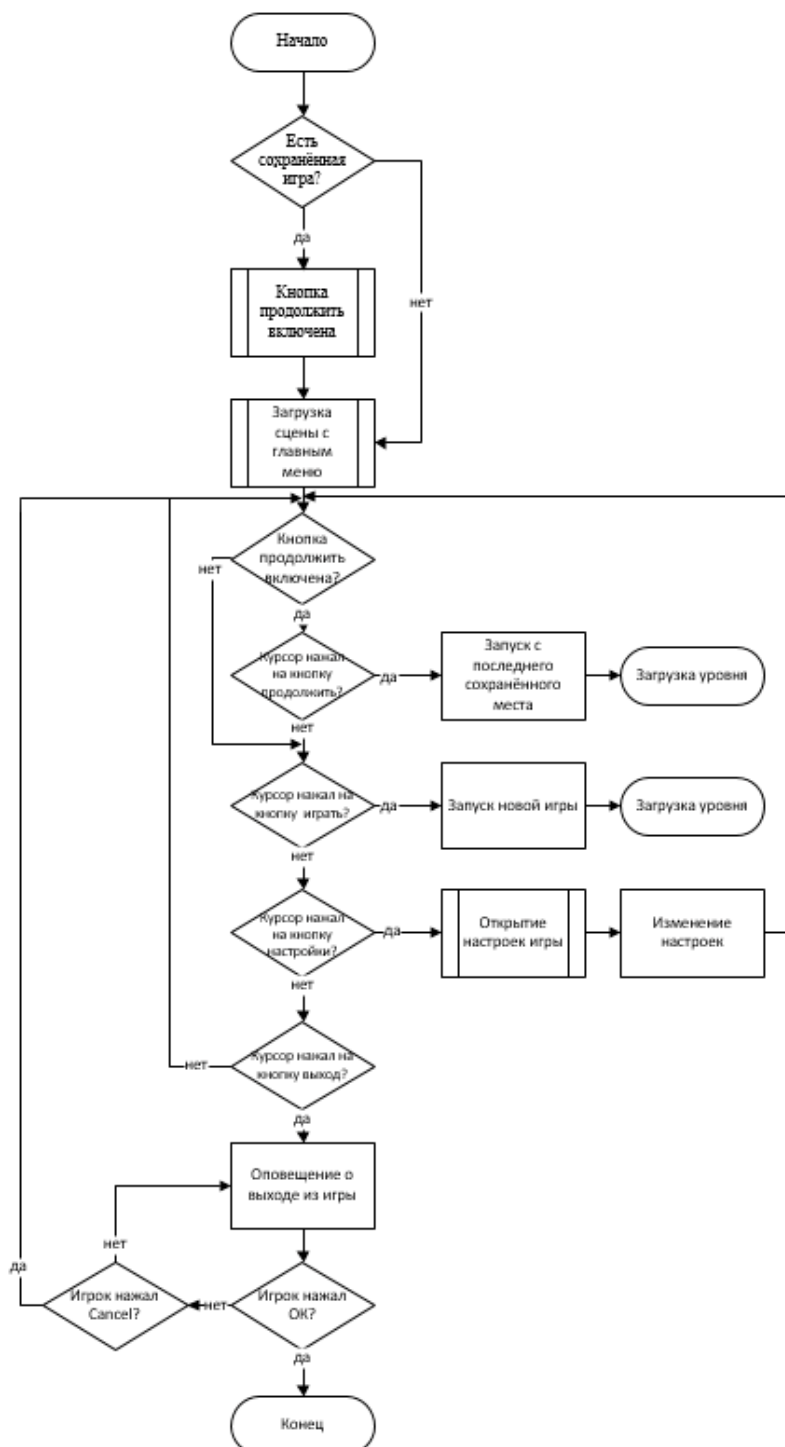 Начало
Есть
сохранённая
игра?
да
нет
Кнопка
продолжить
включена
Загрузка
сцены с
главным
меню
Кнопка
продолжить
включена?
нет
да
Курсор нажал
на кнопку
продолжить?
да
Запуск с
последнего
сохранённого
места
Загрузка уровня
нет
Курсор нажал на
кнопку играть?
да
Запуск новой игры
Загрузка уровня
нет
Курсор нажал
на кнопку
настройки?
да
Открытие
настроек игры
Изменение
настроек
нет
Курсор нажал на
кнопку выход?
нет
да
Оповещение о
выходе из игры
нет
да
Игрок нажал
Cancel?
нет
Игрок нажал
ОК?
да
Конец